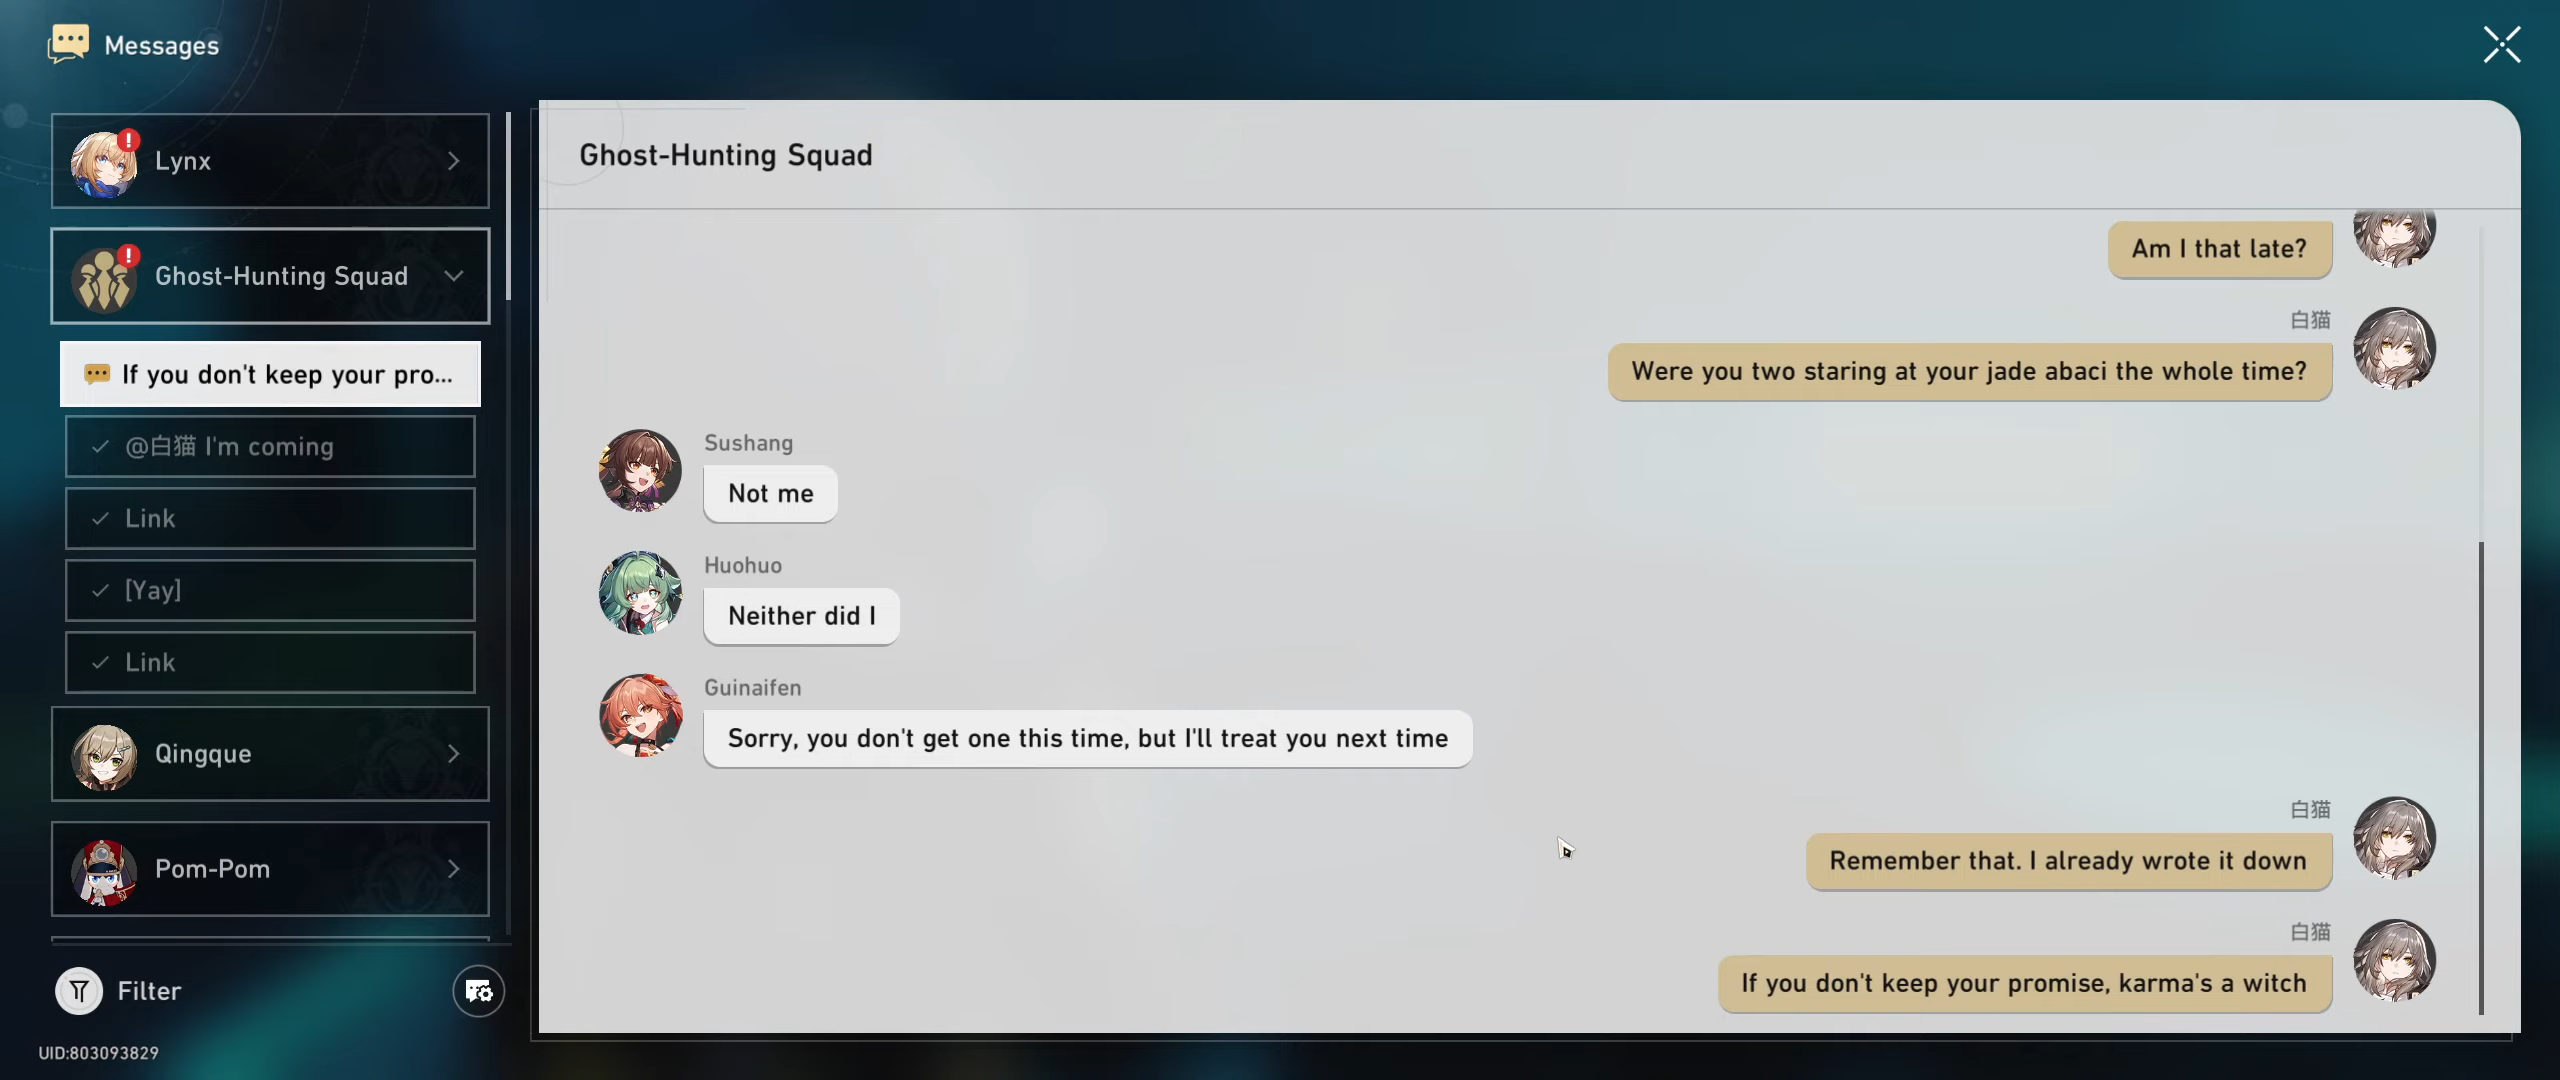 Messages
Lynx
Ghost-Hunting Squad
If you don't keep your pro...
@白猫 I'm coming
Link
[Yay]
Link
Qingque
Pom-Pom
Filter
UID:803093829
Ghost-Hunting Squad
Am I that late?
白猫
Were you two staring at your jade abaci the whole time?
Sushang
Not me
Huohuo
Neither did I
Guinaifen
Sorry, you don't get one this time, but I'll treat you next time
白猫
Remember that. I already wrote it down
白猫
If you don't keep your promise, karma's a witch